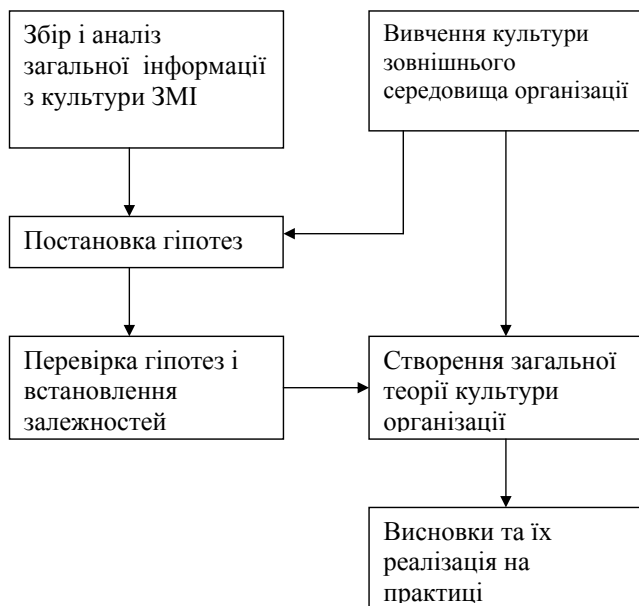 Збір і аналіз
загальної інформації
з культури ЗМІ
Вивчення культури
зовнішнього
середовища організації
Постановка гіпотез
Перевірка гіпотез і
встановлення
залежностей
Створення загальної
теорії культури
організації
Висновки та їх
реалізація на
практиці